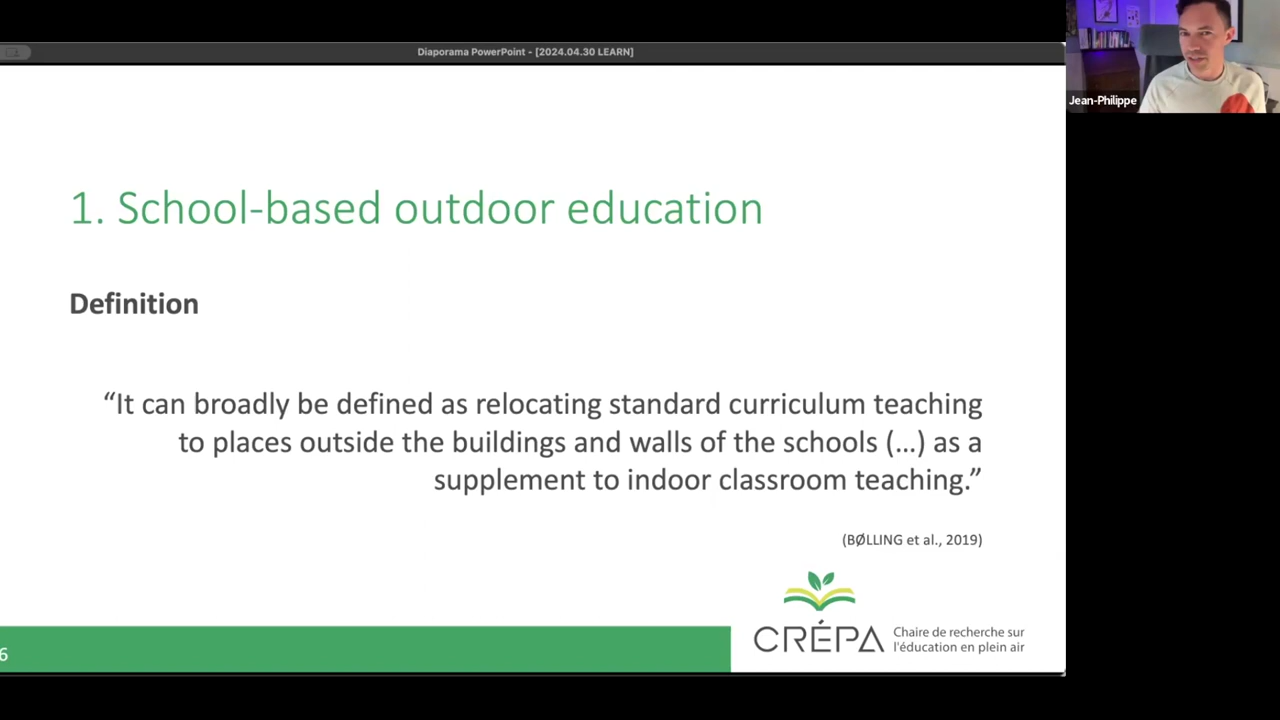 Diaporama PowerPoint - [2024.04.30 LEARN]
Jean-Philippe
1. School-based outdoor education
Definition
“It can broadly be defined as relocating standard curriculum teaching
to places outside the buildings and walls of the schools (...) as a
supplement to indoor classroom teaching.”
(BØLLING et al., 2019)
CRÉPA
Chaire de recherche sur
l'éducation en plein air
6